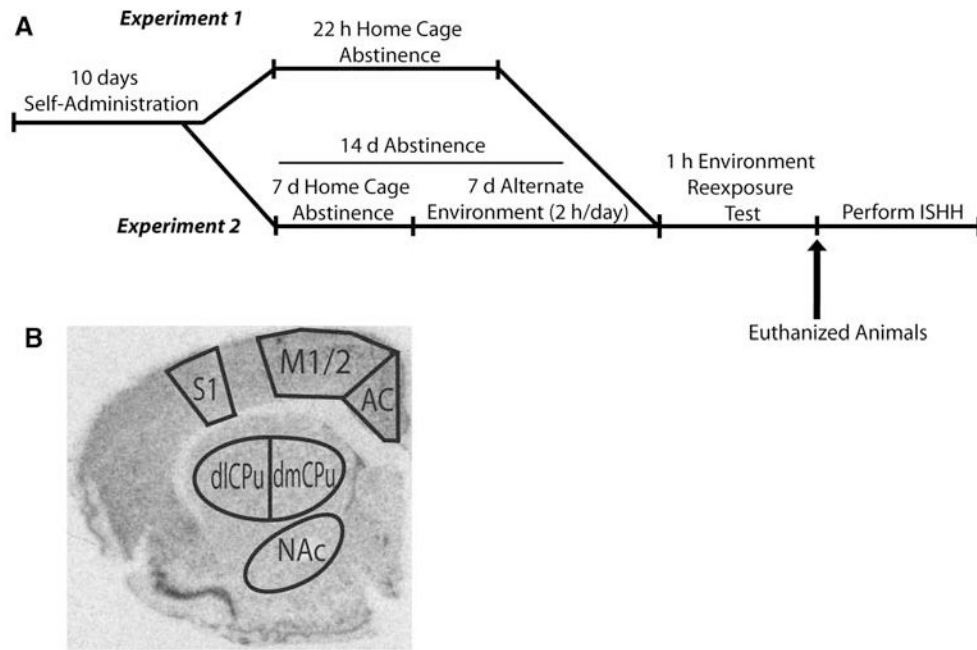 A
Experiment 1
22 h Home Cage
Abstinence
10 days
Self-Administration
14 d Abstinence
7 d Home Cage
Abstinence
7 d Alternate
Environment (2 h/day)
1 h Environment
Reexposure
Test
Experiment 2
Perform ISHH
Euthanized Animals
B
S1
M1/2
AC
dlCPu
dmCPu
NAc